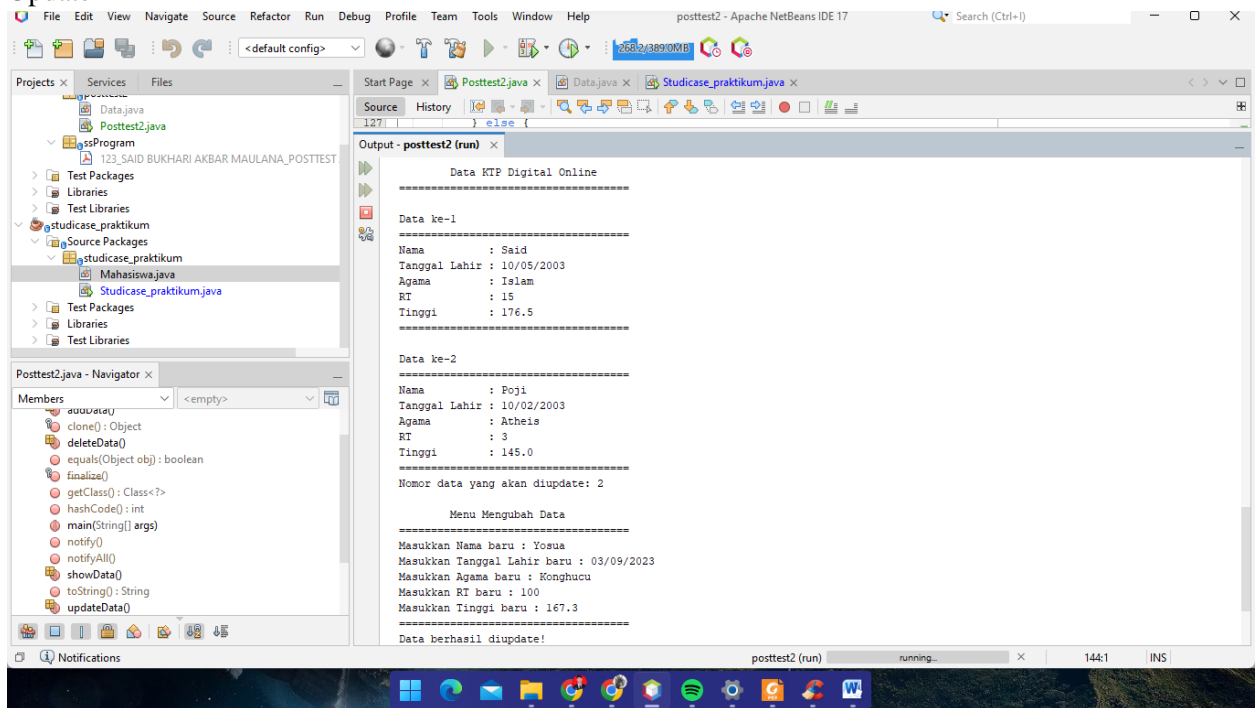 Update
File Edit View Navigate Source Refactor Run Debug Profile Team Tools Window Help posttest2 - Apache NetBeans IDE 17 Search (Ctrl+I)
<default config> 268.2/389.0MB
Projects Services Files
Data.java
Posttest2.java
ssProgram
123_SAID BUKHARI AKBAR MAULANA_POSTTEST
Test Packages
Libraries
Test Libraries
studicase_praktikum
Source Packages
studicase_praktikum
Mahasiswa.java
Studicase_praktikum.java
Test Packages
Libraries
Test Libraries
Posttest2.java - Navigator
Members <empty>
addData()
clone() : Object
deleteData()
equals(Object obj) : boolean
finalize()
getClass() : Class<?>
hashCode() : int
main(String[] args)
notify()
notifyAll()
showData()
toString() : String
updateData()
Start Page Posttest2.java Data.java Studicase_praktikum.java
Source History
127 } else {
Output - posttest2 (run)
Data KTP Digital Online
====================================
Data ke-1
====================================
Nama : Said
Tanggal Lahir : 10/05/2003
Agama : Islam
RT : 15
Tinggi : 176.5
====================================
Data ke-2
====================================
Nama : Poji
Tanggal Lahir : 10/02/2003
Agama : Atheis
RT : 3
Tinggi : 145.0
====================================
Nomor data yang akan diupdate: 2
Menu Mengubah Data
====================================
Masukkan Nama baru : Yosua
Masukkan Tanggal Lahir baru : 03/09/2023
Masukkan Agama baru : Konghucu
Masukkan RT baru : 100
Masukkan Tinggi baru : 167.3
====================================
Data berhasil diupdate!
Notifications posttest2 (run) running... 144:1 INS